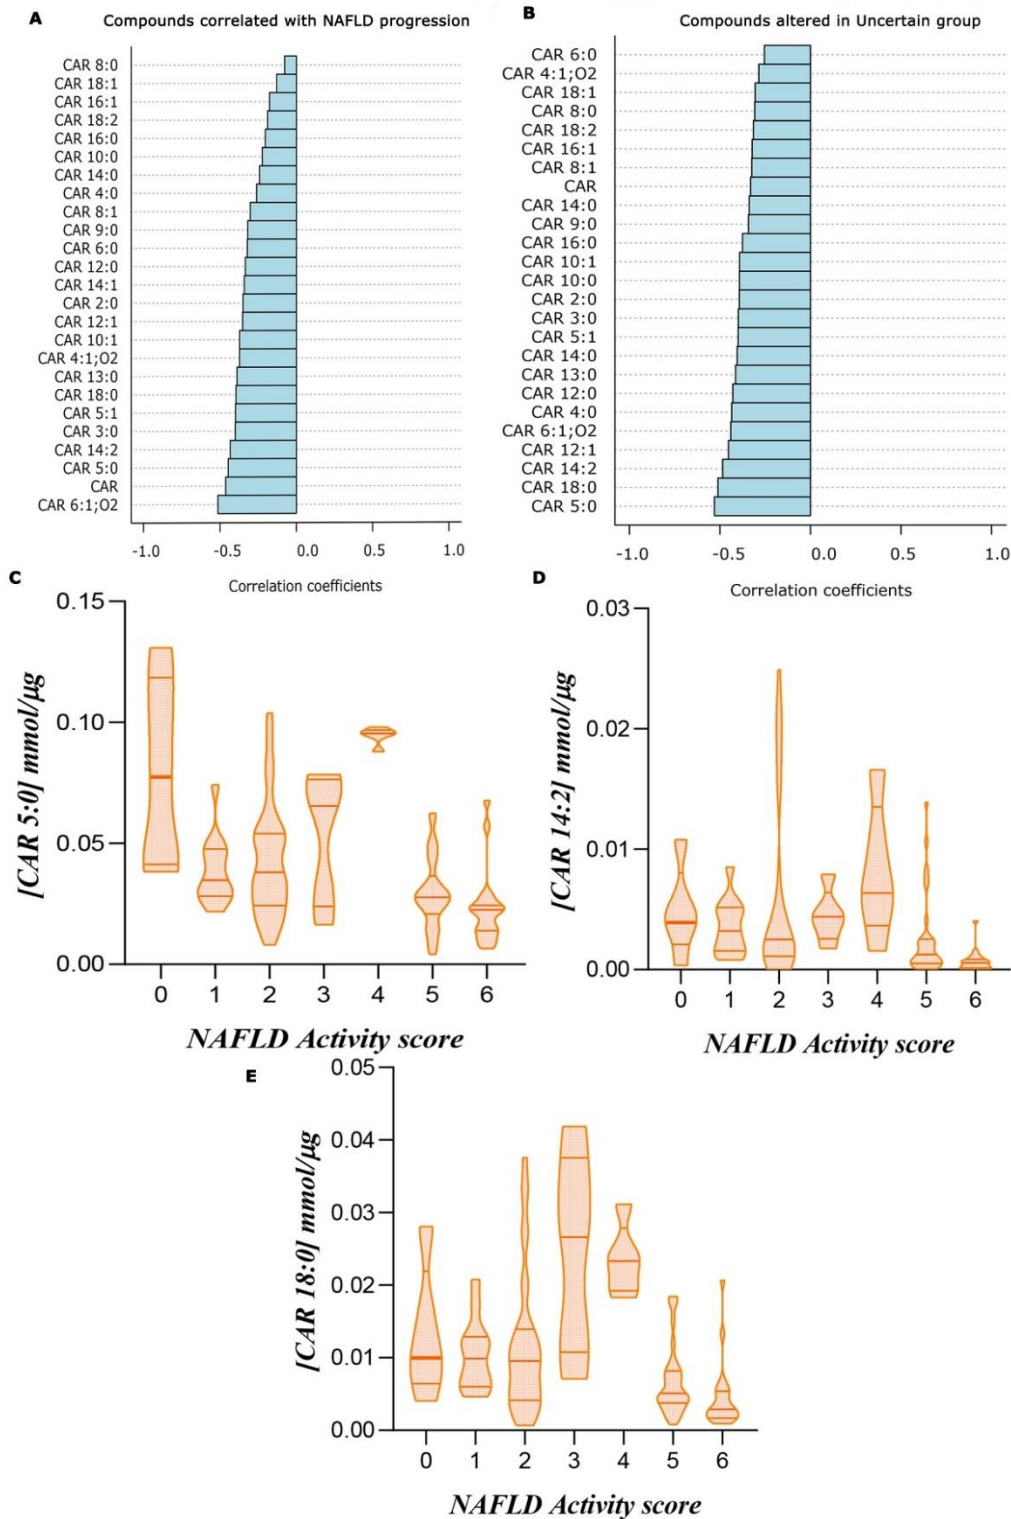 A
Compounds correlated with NAFLD progression
CAR 8:0
CAR 18:1
CAR 16:1
CAR 18:2
CAR 16:0
CAR 10:0
CAR 14:0
CAR 4:0
CAR 8:1
CAR 9:0
CAR 6:0
CAR 12:0
CAR 14:1
CAR 2:0
CAR 12:1
CAR 10:1
CAR 4:1;O2
CAR 13:0
CAR 18:0
CAR 5:1
CAR 3:0
CAR 14:2
CAR 5:0
CAR
CAR 6:1;O2
-1.0 -0.5 0.0 0.5 1.0
Correlation coefficients
B
Compounds altered in Uncertain group
CAR 6:0
CAR 4:1;O2
CAR 18:1
CAR 8:0
CAR 18:2
CAR 16:1
CAR 8:1
CAR
CAR 14:0
CAR 9:0
CAR 16:0
CAR 10:1
CAR 10:0
CAR 2:0
CAR 3:0
CAR 5:1
CAR 14:0
CAR 13:0
CAR 12:0
CAR 4:0
CAR 6:1;O2
CAR 12:1
CAR 14:2
CAR 18:0
CAR 5:0
-1.0 -0.5 0.0 0.5 1.0
Correlation coefficients
C
[CAR 5:0] mmol/µg
0.15
0.10
0.05
0.00
0 1 2 3 4 5 6
NAFLD Activity score
D
[CAR 14:2] mmol/µg
0.03
0.02
0.01
0.00
0 1 2 3 4 5 6
NAFLD Activity score
E
[CAR 18:0] mmol/µg
0.05
0.04
0.03
0.02
0.01
0.00
0 1 2 3 4 5 6
NAFLD Activity score